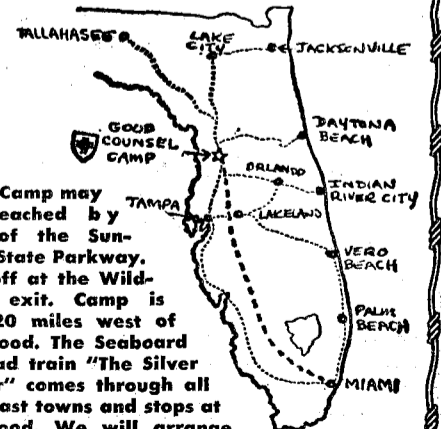 TALLAHASEE
LAKE
CITY
JACKSONVILLE
GOOD
COUNSEL
CAMP
DAYTONA
BEACH
ORLANDO
INDIAN
RIVER CITY
TAMPA
LAKELAND
VERO
BEACH
PALM
BEACH
MIAMI
Camp may
eached by
of the Sun-
State Parkway.
off at the Wild-
exit. Camp is
20 miles west of
ood. The Seaboard
ad train "The Silver
r" comes through all
ast towns and stops at
ood. We will arrange